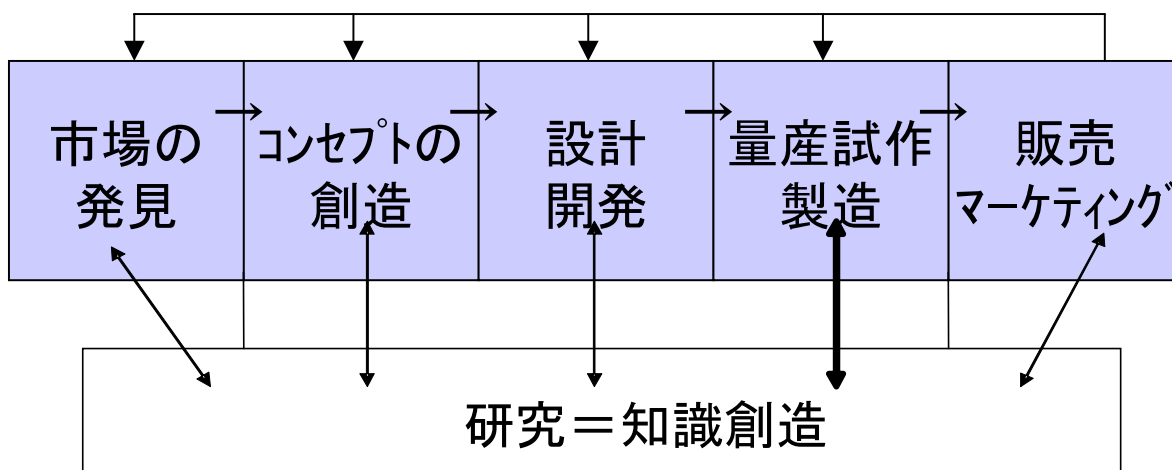 市場の
発見
コンセプトの
創造
設計
開発
量産試作
製造
販売
マーケティング
研究＝知識創造